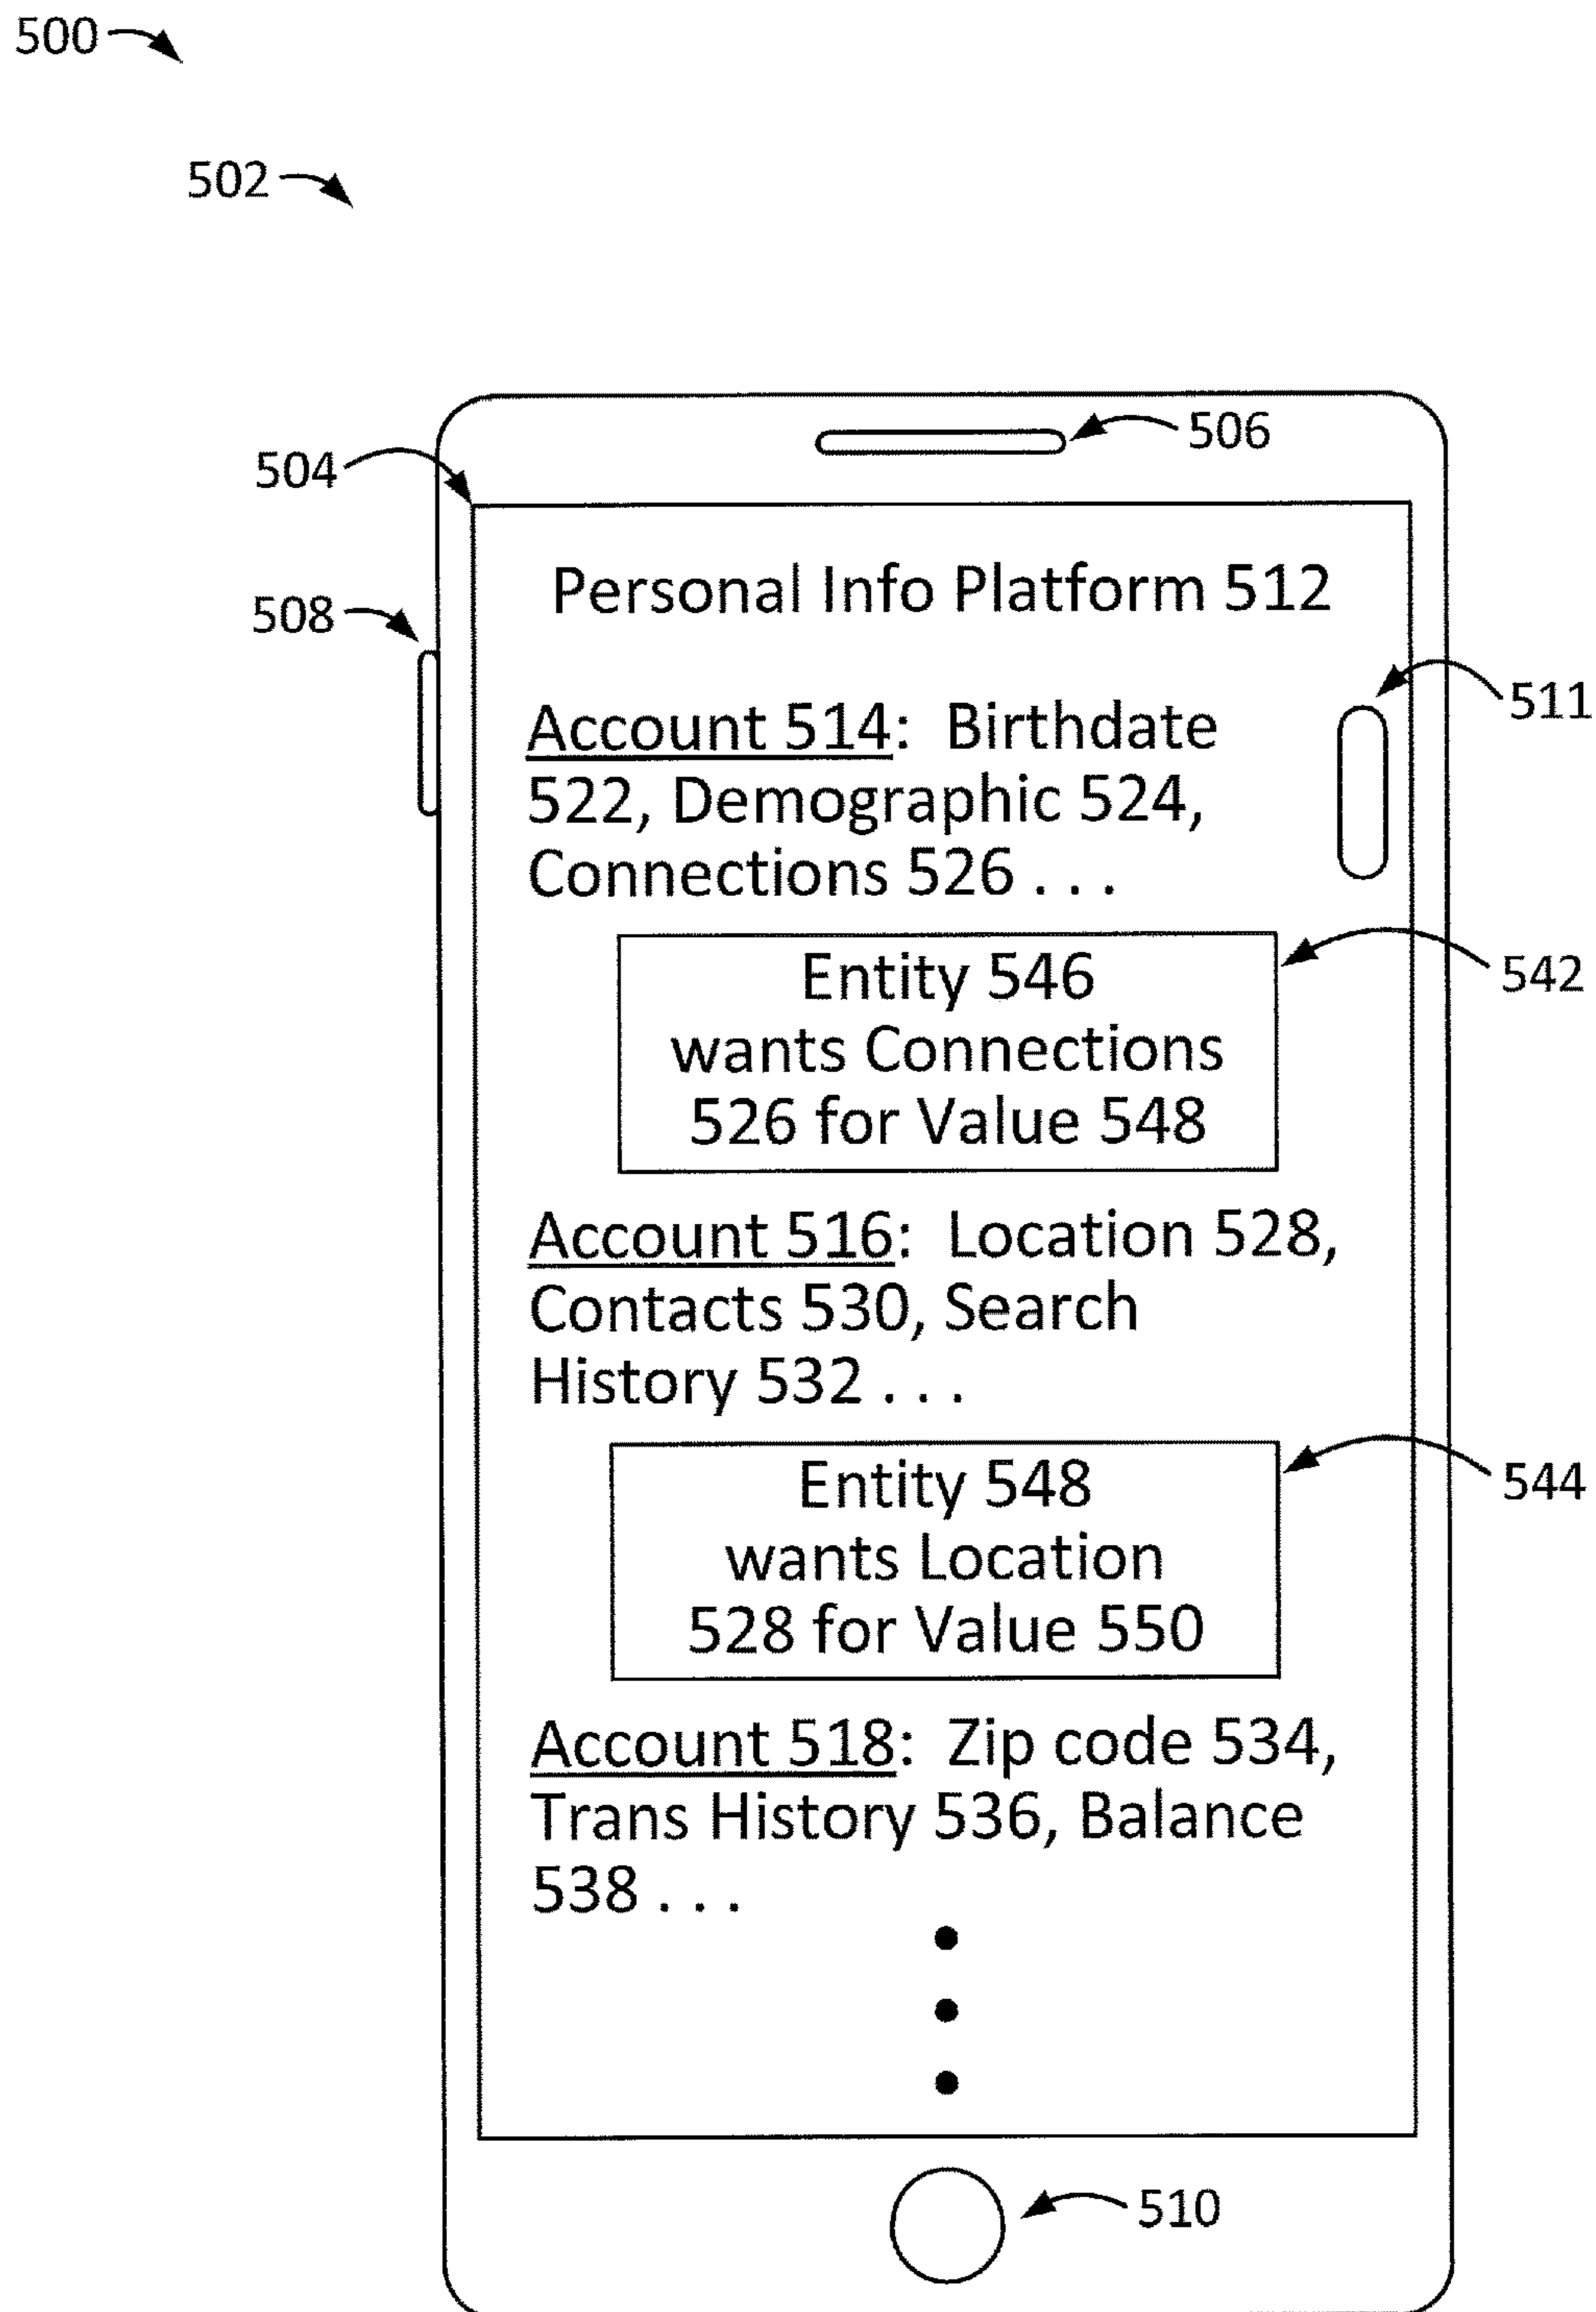 500
502
506
504
Personal Info Platform 512
508
511
Account 514: Birthdate
522, Demographic 524,
Connections 526 . . .
542
Entity 546
wants Connections
526 for Value 548
Account 516: Location 528,
Contacts 530, Search
History 532 . . .
544
Entity 548
wants Location
528 for Value 550
Account 518: Zip code 534,
Trans History 536, Balance
538 . . .
510